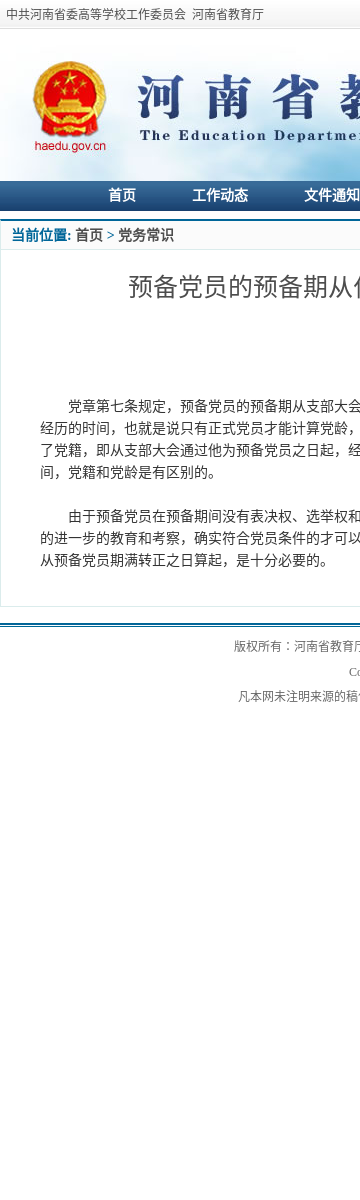 中共河南省委高等学校工作委员会 河南省教育厅
河南省教
The Education Departme
haedu.gov.cn
首页 工作动态 文件通知
当前位置: 首页 > 党务常识
预备党员的预备期从
党章第七条规定，预备党员的预备期从支部大会
经历的时间，也就是说只有正式党员才能计算党龄，
了党籍，即从支部大会通过他为预备党员之日起，经
间，党籍和党龄是有区别的。
由于预备党员在预备期间没有表决权、选举权和
的进一步的教育和考察，确实符合党员条件的才可以
从预备党员期满转正之日算起，是十分必要的。
版权所有：河南省教育厅
Co
凡本网未注明来源的稿